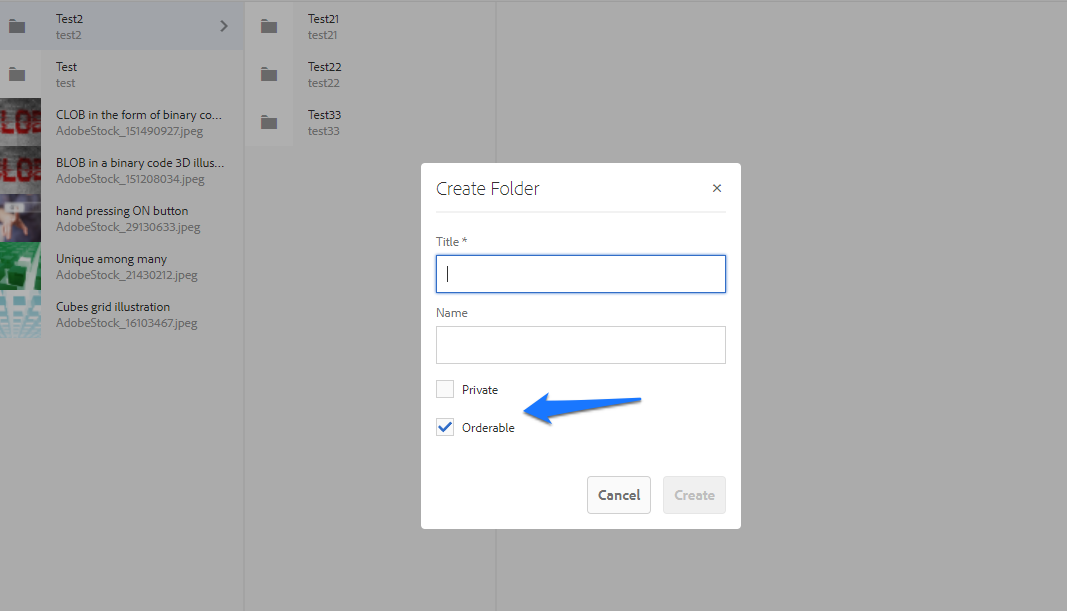 Test2
test2
Test
test
CLOB in the form of binary co...
AdobeStock_151490927.jpeg
BLOB in a binary code 3D illus...
AdobeStock_151208034.jpeg
hand pressing ON button
AdobeStock_29130633.jpeg
Unique among many
AdobeStock_21430212.jpeg
Cubes grid illustration
AdobeStock_16103467.jpeg
Test21
test21
Test22
test22
Test33
test33
Create Folder
Title *
Name
Private
Orderable
Cancel
Create